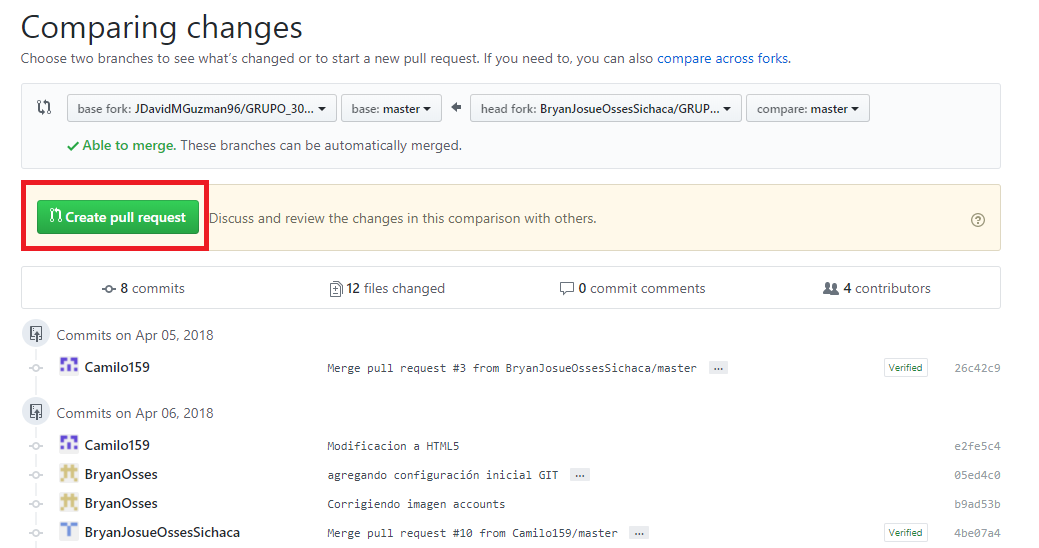 Comparing changes
Choose two branches to see what’s changed or to start a new pull request. If you need to, you can also compare across forks.
base fork: JDavidMGuzman96/GRUPO_30... base: master head fork: BryanJosueOssesSichaca/GRUP... compare: master
Able to merge. These branches can be automatically merged.
Create pull request Discuss and review the changes in this comparison with others.
8 commits 12 files changed 0 commit comments 4 contributors
Commits on Apr 05, 2018
Camilo159 Merge pull request #3 from BryanJosueOssesSichaca/master … Verified 26c42c9
Commits on Apr 06, 2018
Camilo159 Modificacion a HTML5 e2fe5c4
BryanOsses agregando configuración inicial GIT … 05ed4c0
BryanOsses Corrigiendo imagen accounts b9ad53b
BryanJosueOssesSichaca Merge pull request #10 from Camilo159/master … Verified 4be07a4